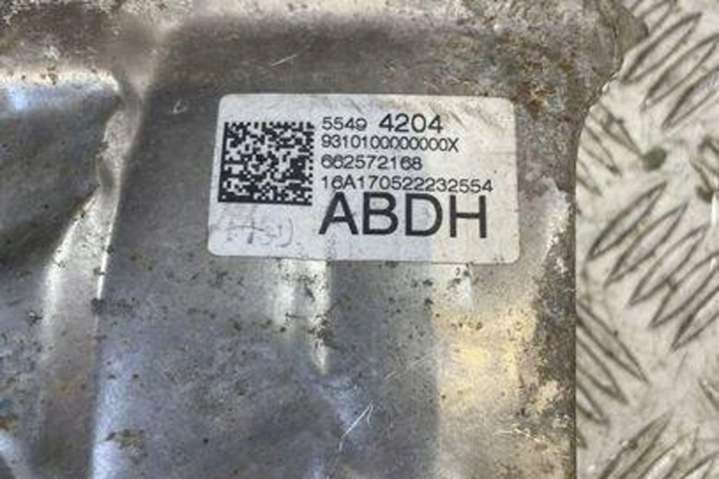 5549 4204
9310100000000X
662572168
16A170522232554
ABDH